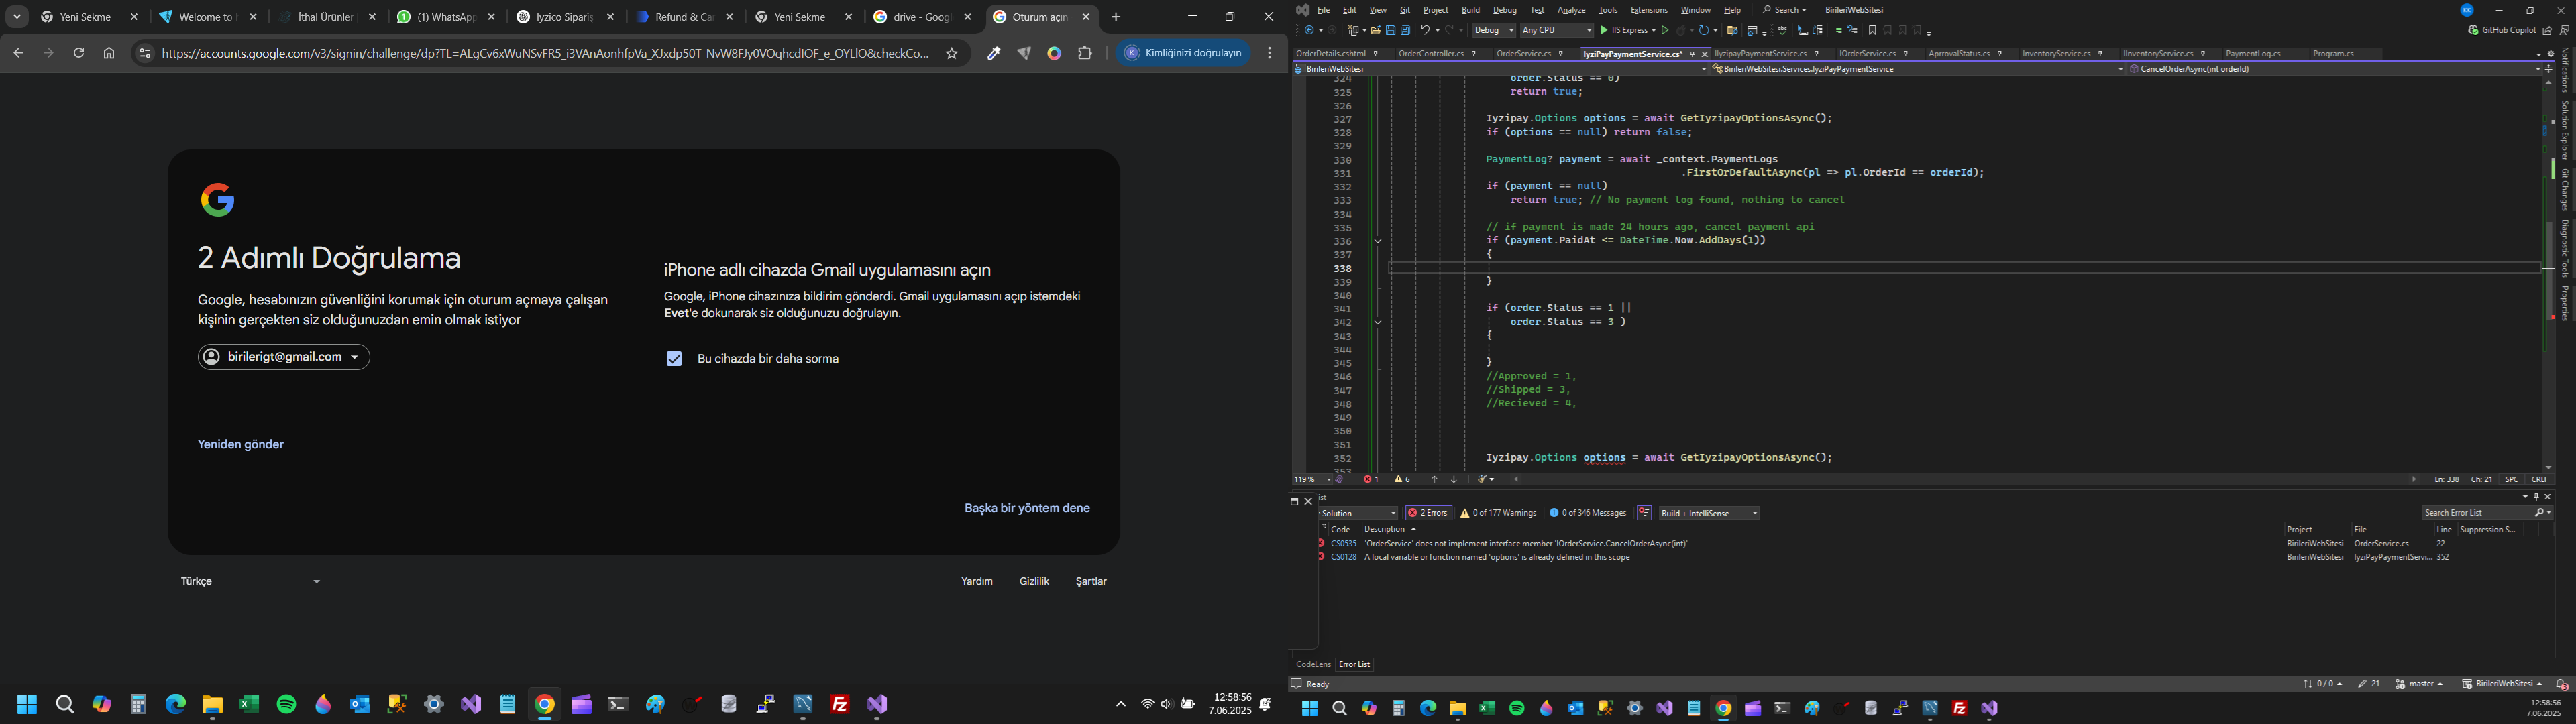 Yeni Sekme
Welcome to I
İthal Ürünler
(1) WhatsApp
Iyzico Sipariş
Refund & Ca
Yeni Sekme
drive - Googl
Oturum açın
https://accounts.google.com/v3/signin/challenge/dp?TL=ALgCv6xWuNSvFR5_i3VAnAonhfpVa_XJxdp50T-NvW8FJy0VOqhcdIOF_e_OYLlO&checkCo...
Kimliğinizi doğrulayın
2 Adımlı Doğrulama
Google, hesabınızın güvenliğini korumak için oturum açmaya çalışan
kişinin gerçekten siz olduğunuzdan emin olmak istiyor
birilerigt@gmail.com
iPhone adlı cihazda Gmail uygulamasını açın
Google, iPhone cihazınıza bildirim gönderdi. Gmail uygulamasını açıp istemdeki
Evet'e dokunarak siz olduğunuzu doğrulayın.
Bu cihazda bir daha sorma
Yeniden gönder
Başka bir yöntem dene
Türkçe
Yardım
Gizlilik
Şartlar
12:58:56
7.06.2025
File Edit View Git Project Build Debug Test Analyze Tools Extensions Window Help Search BirileriWebSitesi
KK
Debug Any CPU IIS Express GitHub Copilot
OrderDetails.cshtml OrderController.cs OrderService.cs IyziPayPaymentService.cs* IIyzipayPaymentService.cs IOrderService.cs AprrovalStatus.cs InventoryService.cs IInventoryService.cs PaymentLog.cs Program.cs
BirileriWebSitesi BirileriWebSitesi.Services.IyziPayPaymentService CancelOrderAsync(int orderId)
324 order.Status == 0)
325 return true;
326
327 Iyzipay.Options options = await GetIyzipayOptionsAsync();
328 if (options == null) return false;
329
330 PaymentLog? payment = await _context.PaymentLogs
331 .FirstOrDefaultAsync(pl => pl.OrderId == orderId);
332 if (payment == null)
333 return true; // No payment log found, nothing to cancel
334
335 // if payment is made 24 hours ago, cancel payment api
336 if (payment.PaidAt <= DateTime.Now.AddDays(1))
337 {
338
339 }
340
341 if (order.Status == 1 ||
342 order.Status == 3 )
343 {
344
345 }
346 //Approved = 1,
347 //Shipped = 3,
348 //Recieved = 4,
349
350
351
352 Iyzipay.Options options = await GetIyzipayOptionsAsync();
353
119 % 1 6 Ln: 338 Ch: 21 SPC CRLF
ist
e Solution 2 Errors 0 of 177 Warnings 0 of 346 Messages Build + IntelliSense Search Error List
Code Description Project File Line Suppression S...
CS0535 'OrderService' does not implement interface member 'IOrderService.CancelOrderAsync(int)' BirileriWebSitesi OrderService.cs 22
CS0128 A local variable or function named 'options' is already defined in this scope BirileriWebSitesi IyziPayPaymentServi... 352
CodeLens Error List
Ready 0 / 0 21 master BirileriWebSitesi
Notifications
Solution Explorer
Git Changes
Diagnostic Tools
Properties
12:58:56
7.06.2025